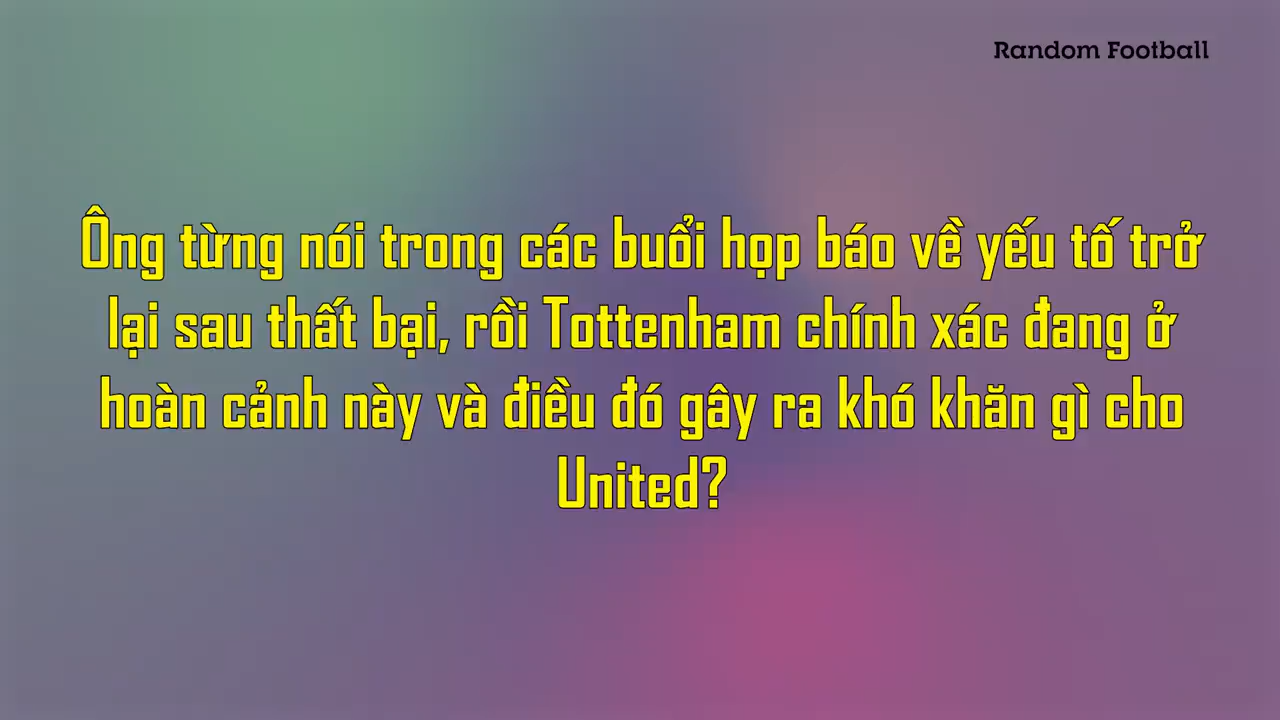 Random Football
Ông từng nói trong các buổi họp báo về yếu tố trở
lại sau thất bại, rồi Tottenham chính xác đang ở
hoàn cảnh này và điều đó gây ra khó khăn gì cho
United?